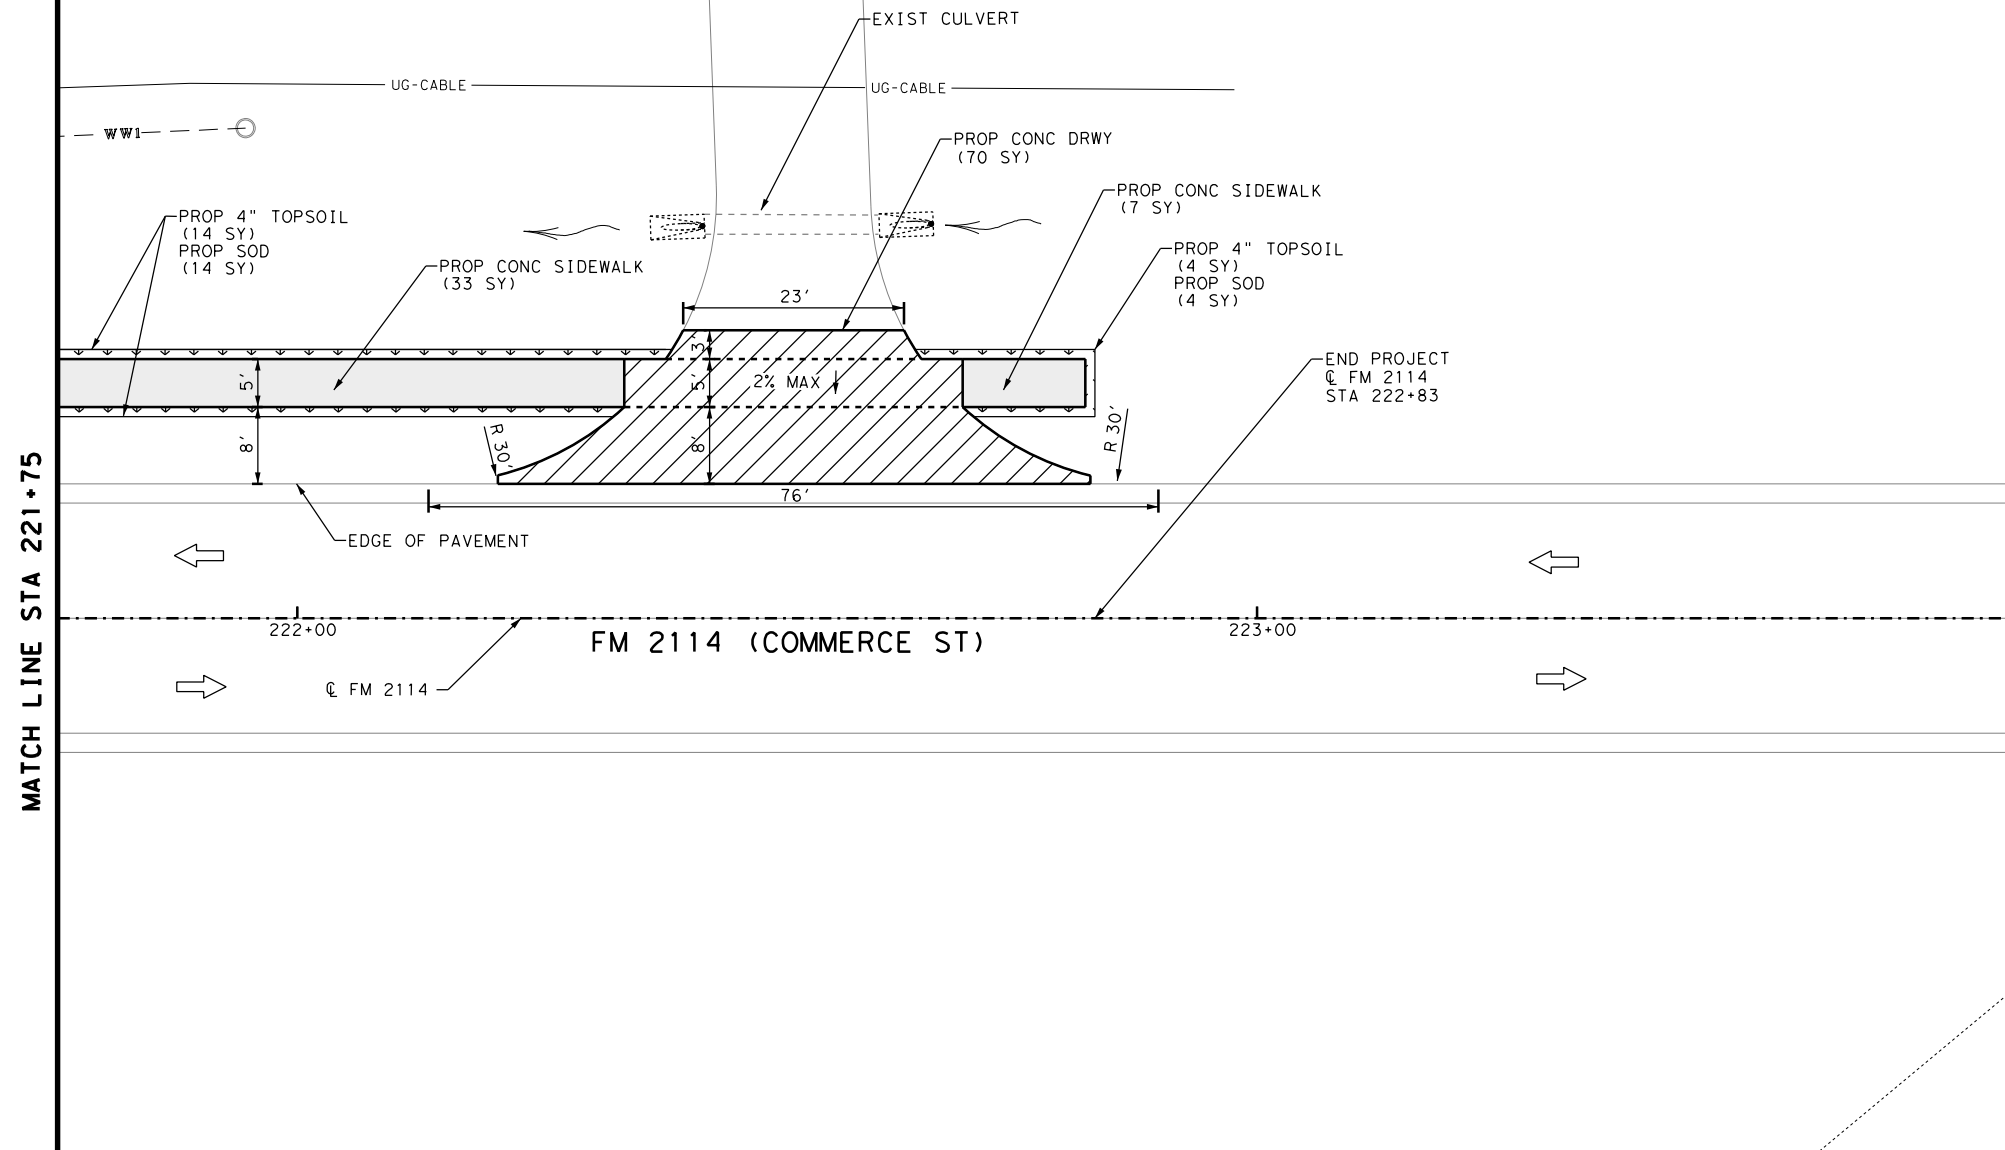 EXIST CULVERT
UG-CABLE
UG-CABLE
WW1
PROP CONC DRWY
(70 SY)
PROP CONC SIDEWALK
(7 SY)
PROP 4" TOPSOIL
(14 SY)
PROP SOD
(14 SY)
PROP 4" TOPSOIL
(4 SY)
PROP SOD
(4 SY)
PROP CONC SIDEWALK
(33 SY)
23'
3'
5'
5'
2% MAX
END PROJECT
℄ FM 2114
STA 222+83
8'
R 30'
8'
R 30'
76'
EDGE OF PAVEMENT
MATCH LINE STA 221+75
222+00
223+00
FM 2114 (COMMERCE ST)
℄ FM 2114